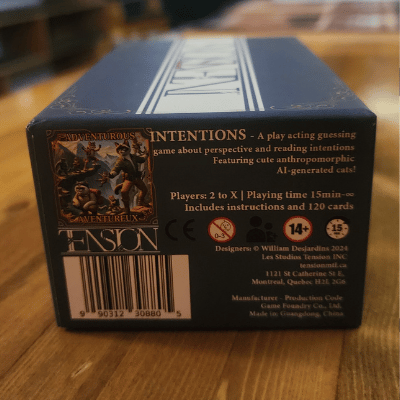 TENSION
ADVENTUROUS
AVENTUREUX
TENSION
INTENTIONS - A play acting guessing
game about perspective and reading intentions
Featuring cute anthropomorphic
AI-generated cats!
Players: 2 to X | Playing time 15min-∞
Includes instructions and 120 cards
CE
0-3
14+
15
Designers: © William Desjardins 2024
Les Studios Tension INC
1121 St Catherine St E,
Montreal, Quebec H2L 2G6
Manufacturer - Production Code
Game Foundry Co., Ltd.
Made in Guangdong, China
9 90312 30880 5